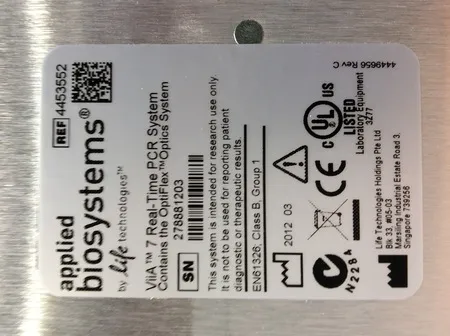 applied
biosystems®
by life technologies™
REF 4453552
ViiA™ 7 Real-Time PCR System
Contains the OptiFlex™ Optics System
SN 278881203
This system is intended for research use only.
It is not to be used for reporting patient
diagnostic or therapeutic results.
EN61326, Class B, Group 1
2012 03
N228
CE
C UL US
LISTED
Laboratory Equipment
3Z77
Life Technologies Holdings Pte Ltd
Blk 33, #05-03
Marsiling Industrial Estate Road 3,
Singapore 739256
4449656 Rev C